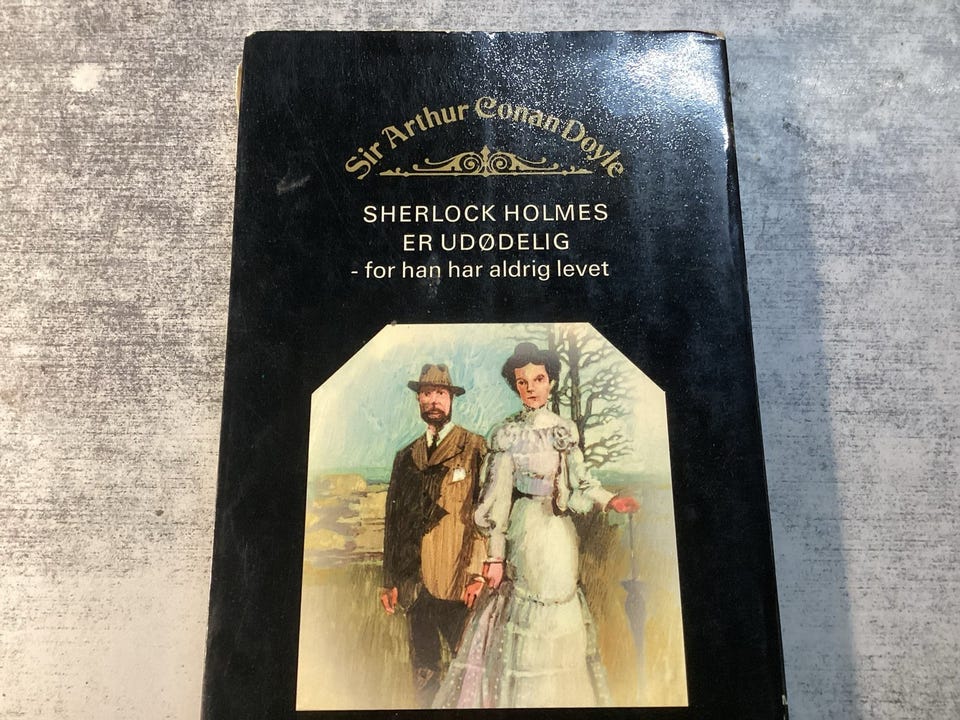 Sir Arthur Conan Doyle
SHERLOCK HOLMES
ER UDØDELIG
- for han har aldrig levet